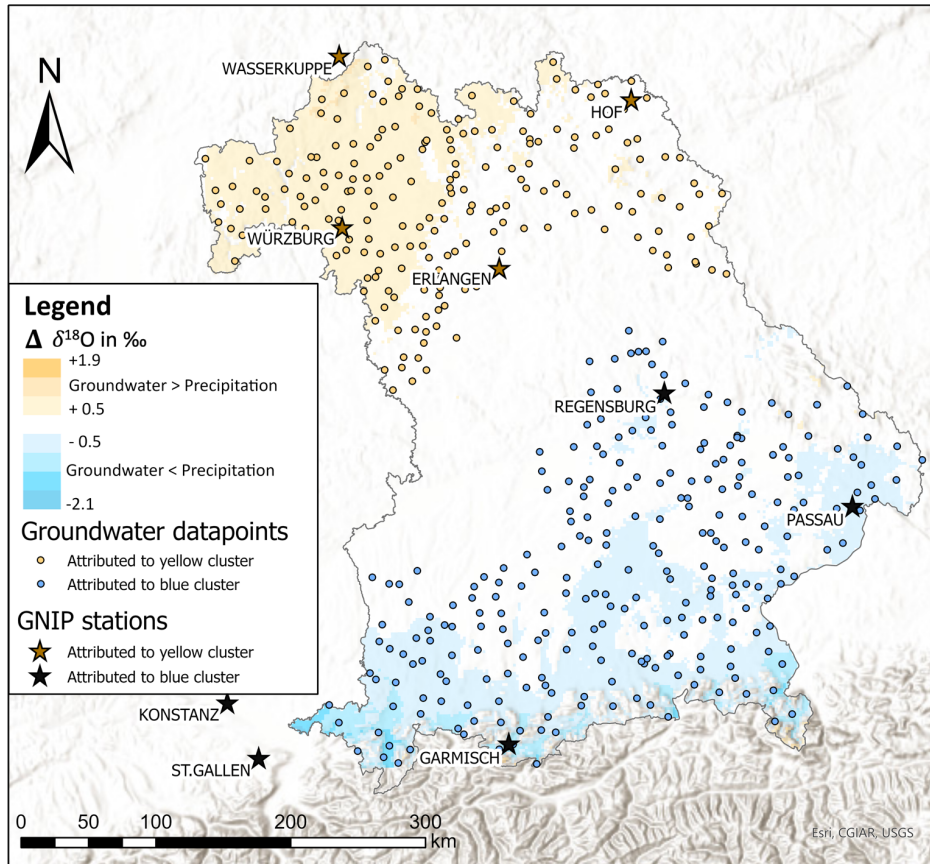 WASSERKUPPE
N
HOF
WÜRZBURG
ERLANGEN
Legend
Δ δ¹⁸O in ‰
+1.9
Groundwater > Precipitation
+ 0.5
- 0.5
Groundwater < Precipitation
-2.1
Groundwater datapoints
Attributed to yellow cluster
Attributed to blue cluster
GNIP stations
Attributed to yellow cluster
Attributed to blue cluster
REGENSBURG
PASSAU
KONSTANZ
ST.GALLEN
GARMISCH
0 50 100 200 300
km
Esri, CGIAR, USGS